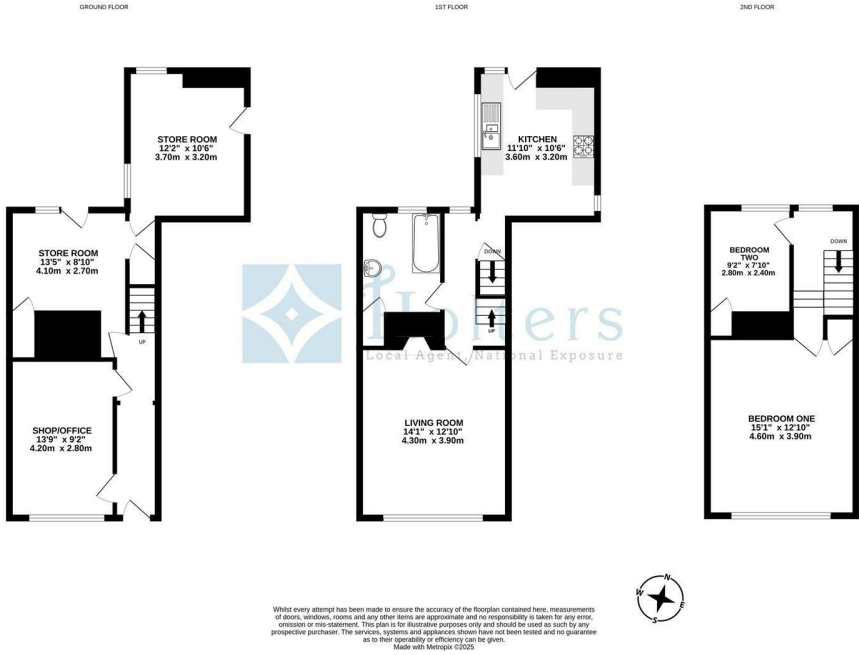 GROUND FLOOR
1ST FLOOR
2ND FLOOR
STORE ROOM
12'2" x 10'6"
3.70m x 3.20m
KITCHEN
11'10" x 10'6"
3.60m x 3.20m
STORE ROOM
13'5" x 8'10"
4.10m x 2.70m
DOWN
UP
UP
DOWN
BEDROOM
TWO
9'2" x 7'10"
2.80m x 2.40m
Holters
Local Agent, National Exposure
SHOP/OFFICE
13'9" x 9'2"
4.20m x 2.80m
LIVING ROOM
14'1" x 12'10"
4.30m x 3.90m
BEDROOM ONE
15'1" x 12'10"
4.60m x 3.90m
N
W
E
S
Whilst every attempt has been made to ensure the accuracy of the floorplan contained here, measurements
of doors, windows, rooms and any other items are approximate and no responsibility is taken for any error,
omission or mis-statement. This plan is for illustrative purposes only and should be used as such by any
prospective purchaser. The services, systems and appliances shown have not been tested and no guarantee
as to their operability or efficiency can be given.
Made with Metropix ©2025